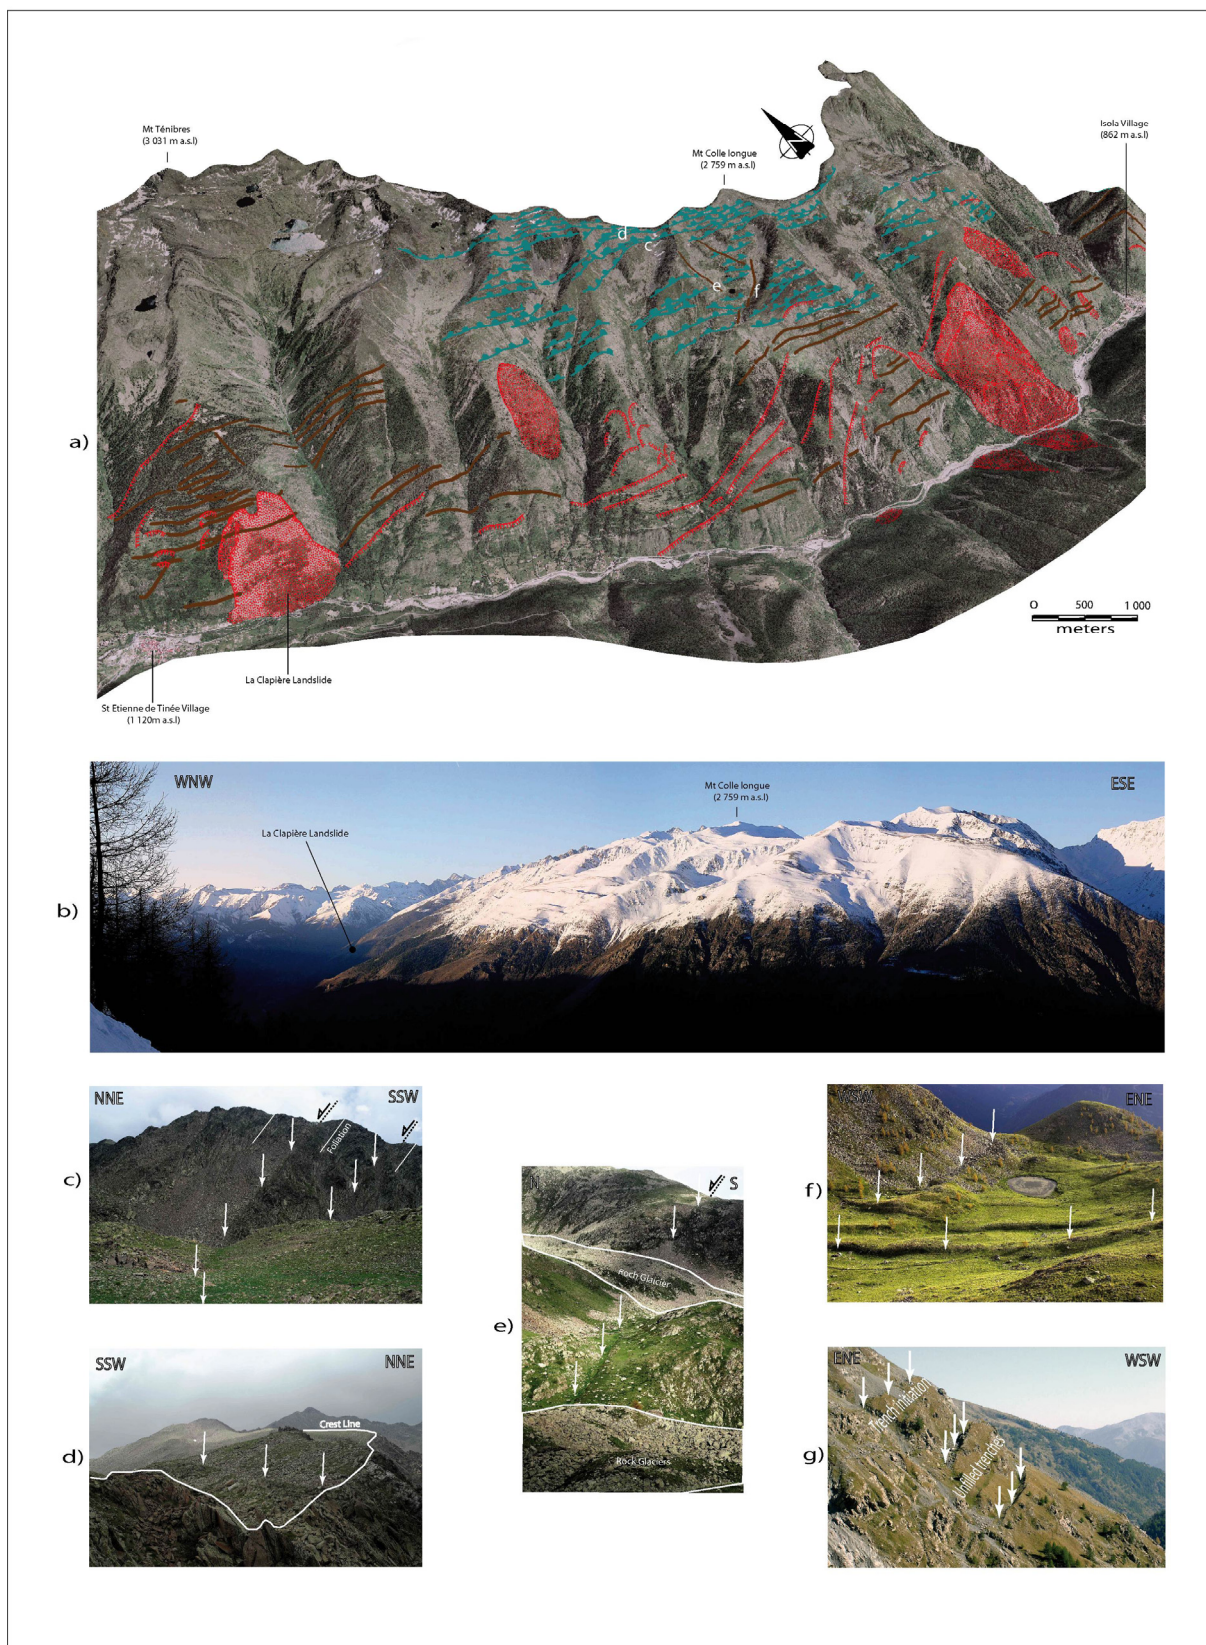 Mt Ténibres
(3 031 m a.s.l)
Mt Colle longue
(2 759 m a.s.l)
Isola Village
(862 m a.s.l)
d
c
e
f
a)
O 500 1 000
meters
La Clapière Landslide
St Etienne de Tinée Village
(1 120m a.s.l)
WNW
Mt Colle longue
(2 759 m a.s.l)
ESE
La Clapière Landslide
b)
NNE
SSW
Foliation
c)
WSW
ENE
f)
N
S
Rock Glacier
e)
Rock Glaciers
SSW
NNE
Crest Line
d)
ENE
WSW
Trench initiation
Unfilled trenches
g)